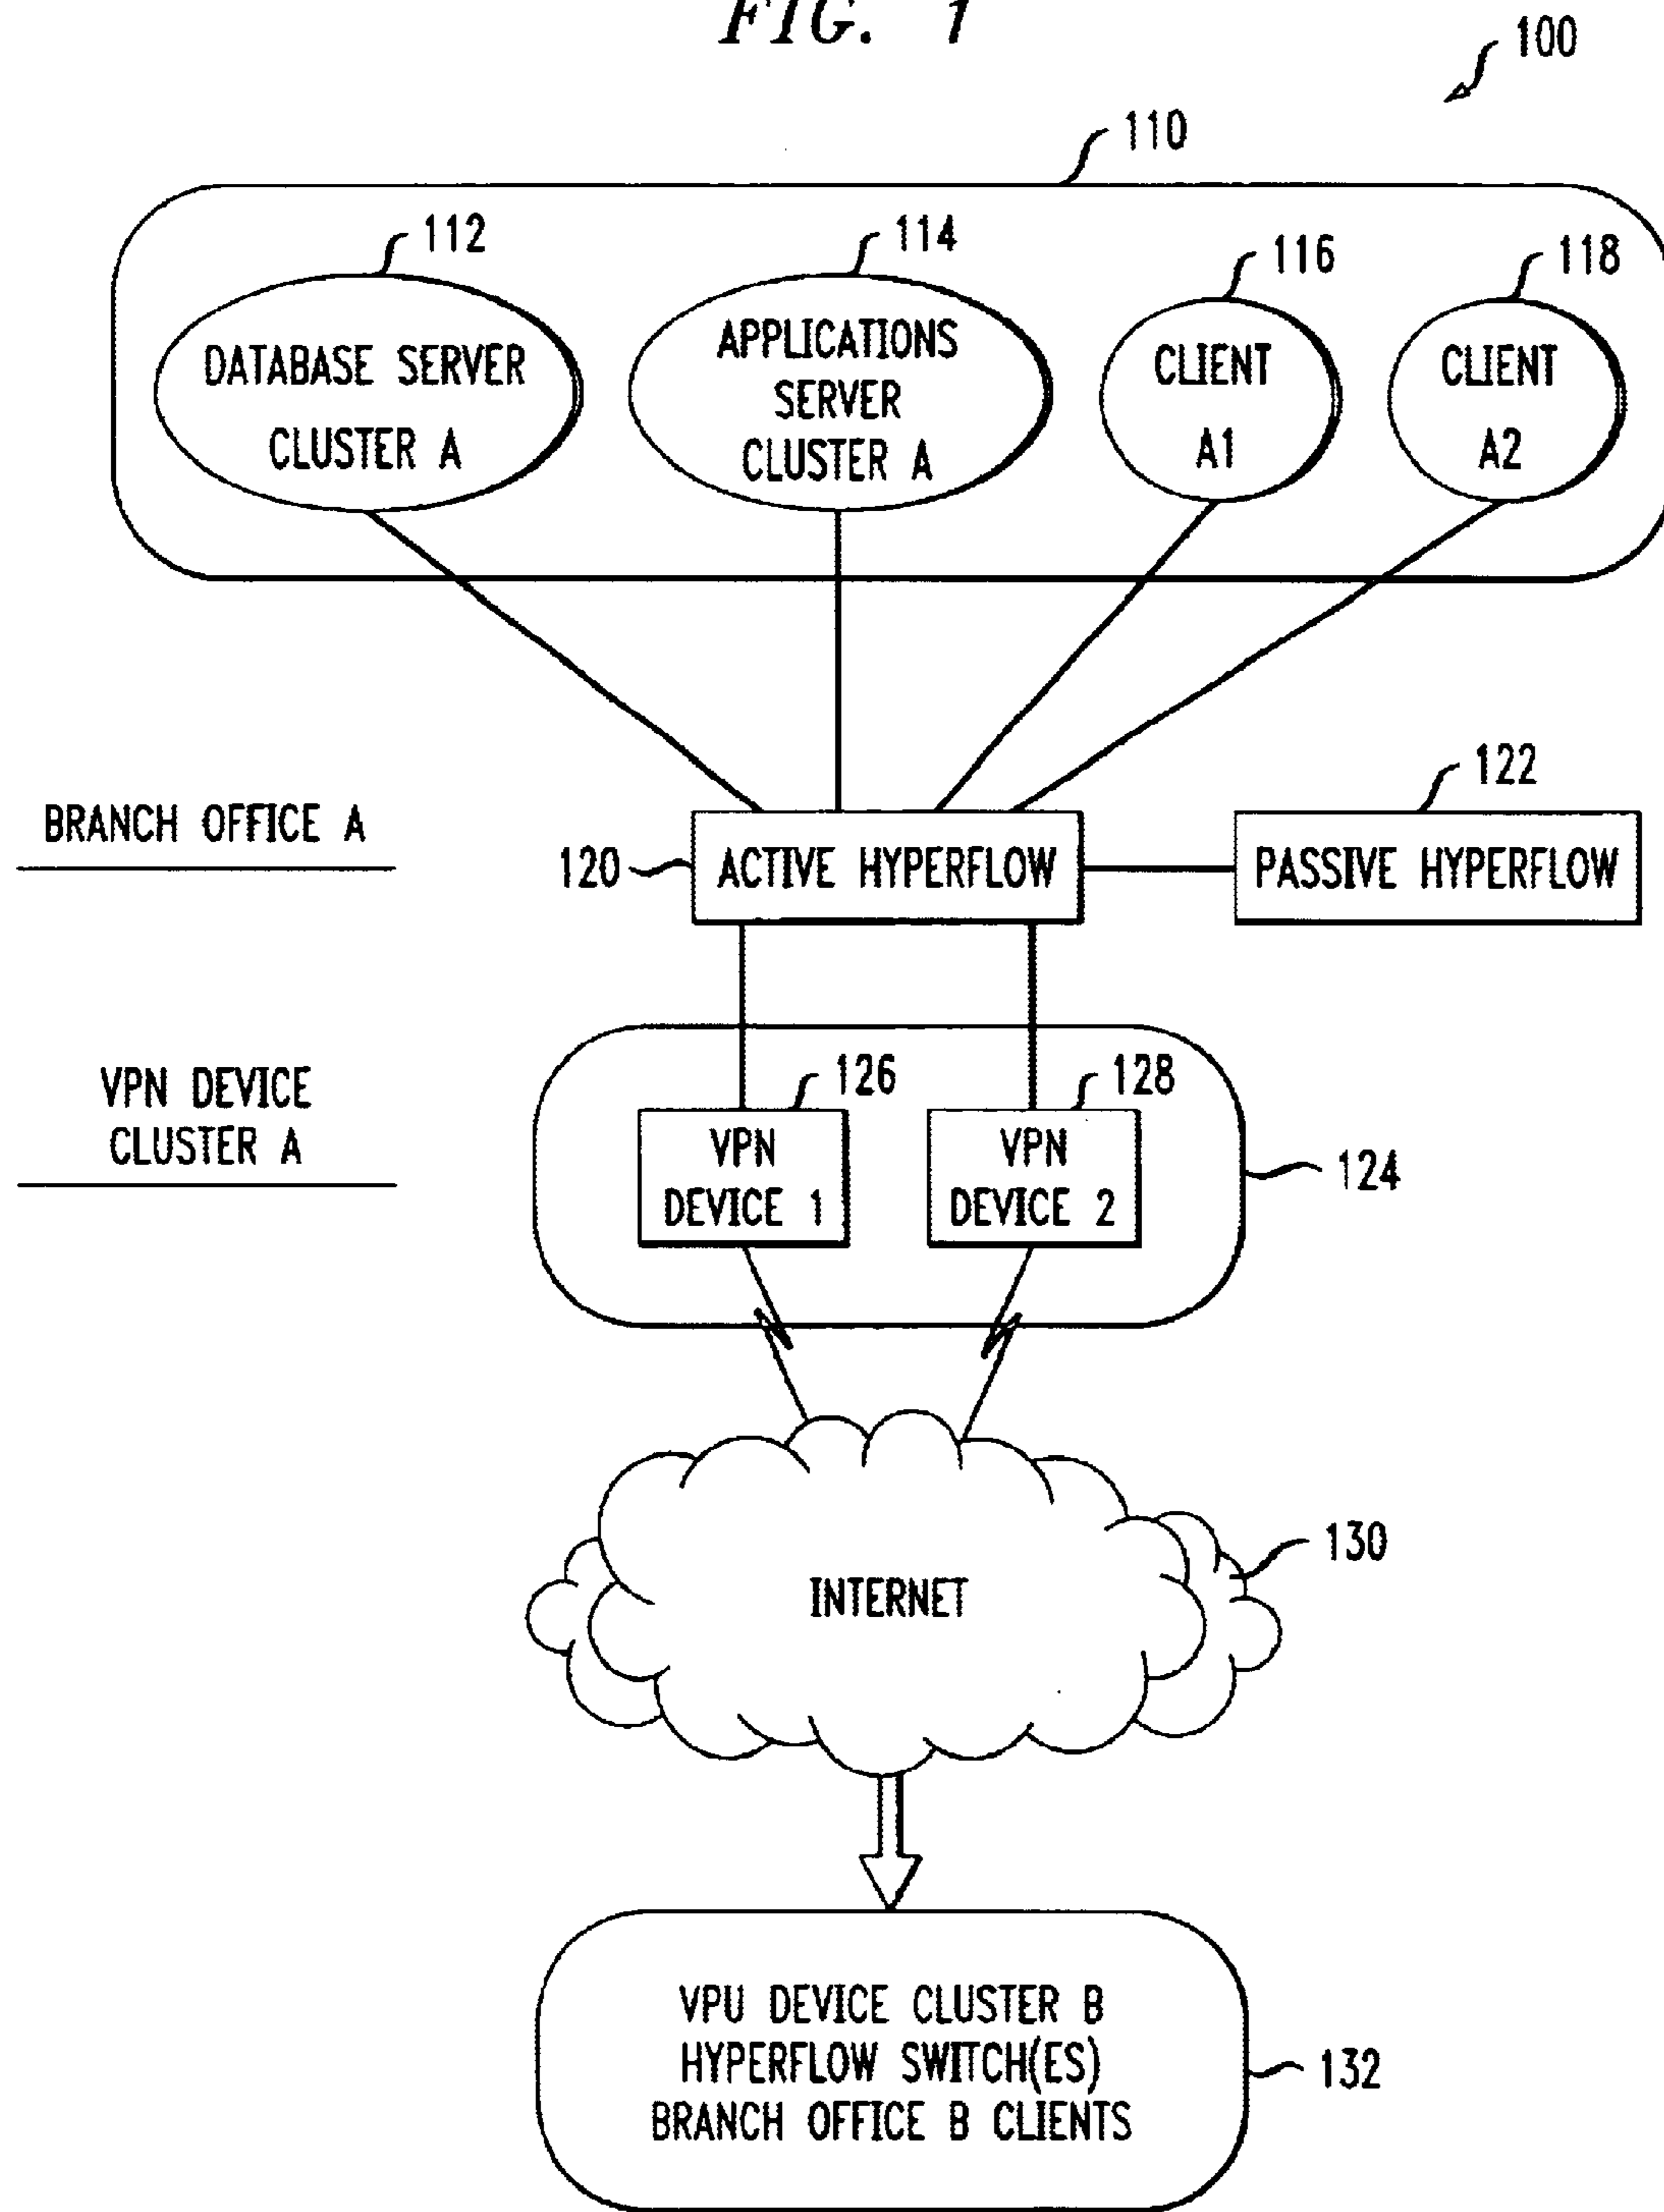 FIG. 1
100
110
112
114
116
118
DATABASE SERVER
CLUSTER A
APPLICATIONS
SERVER
CLUSTER A
CLIENT
A1
CLIENT
A2
BRANCH OFFICE A
120
ACTIVE HYPERFLOW
122
PASSIVE HYPERFLOW
VPN DEVICE
CLUSTER A
126
128
VPN
DEVICE 1
VPN
DEVICE 2
124
130
INTERNET
VPU DEVICE CLUSTER B
HYPERFLOW SWITCH(ES)
BRANCH OFFICE B CLIENTS
132